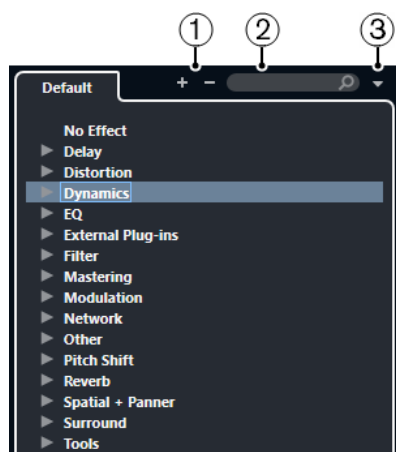 1 2 3
Default + −
No Effect
Delay
Distortion
Dynamics
EQ
External Plug-ins
Filter
Mastering
Modulation
Network
Other
Pitch Shift
Reverb
Spatial + Panner
Surround
Tools